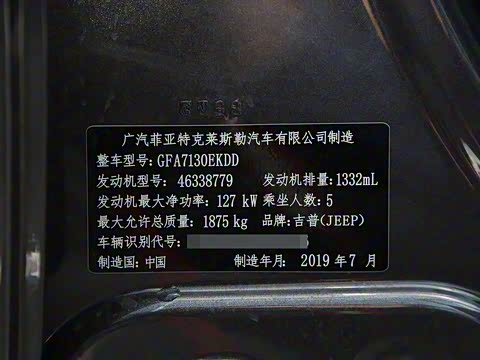 广汽菲亚特克莱斯勒汽车有限公司制造
整车型号: GFA7130EKDD
发动机型号: 46338779 发动机排量: 1332mL
发动机最大净功率: 127 kW 乘坐人数: 5
最大允许总质量: 1875 kg 品牌: 吉普(JEEP)
车辆识别代号:
制造国: 中国 制造年月: 2019 年 7 月